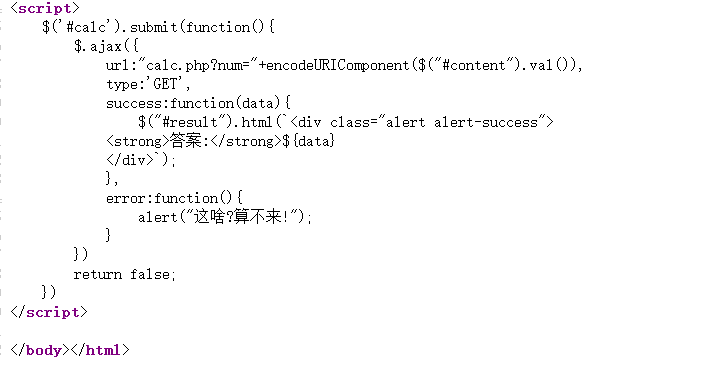 <script>
$('#calc').submit(function(){
$.ajax({
url:"calc.php?num="+encodeURIComponent($("#content").val()),
type:'GET',
success:function(data){
$("#result").html(`<div class="alert alert-success">
<strong>答案:</strong>${data}
</div>`);
},
error:function(){
alert("这啥?算不来!");
}
})
return false;
})
</script>
</body></html>